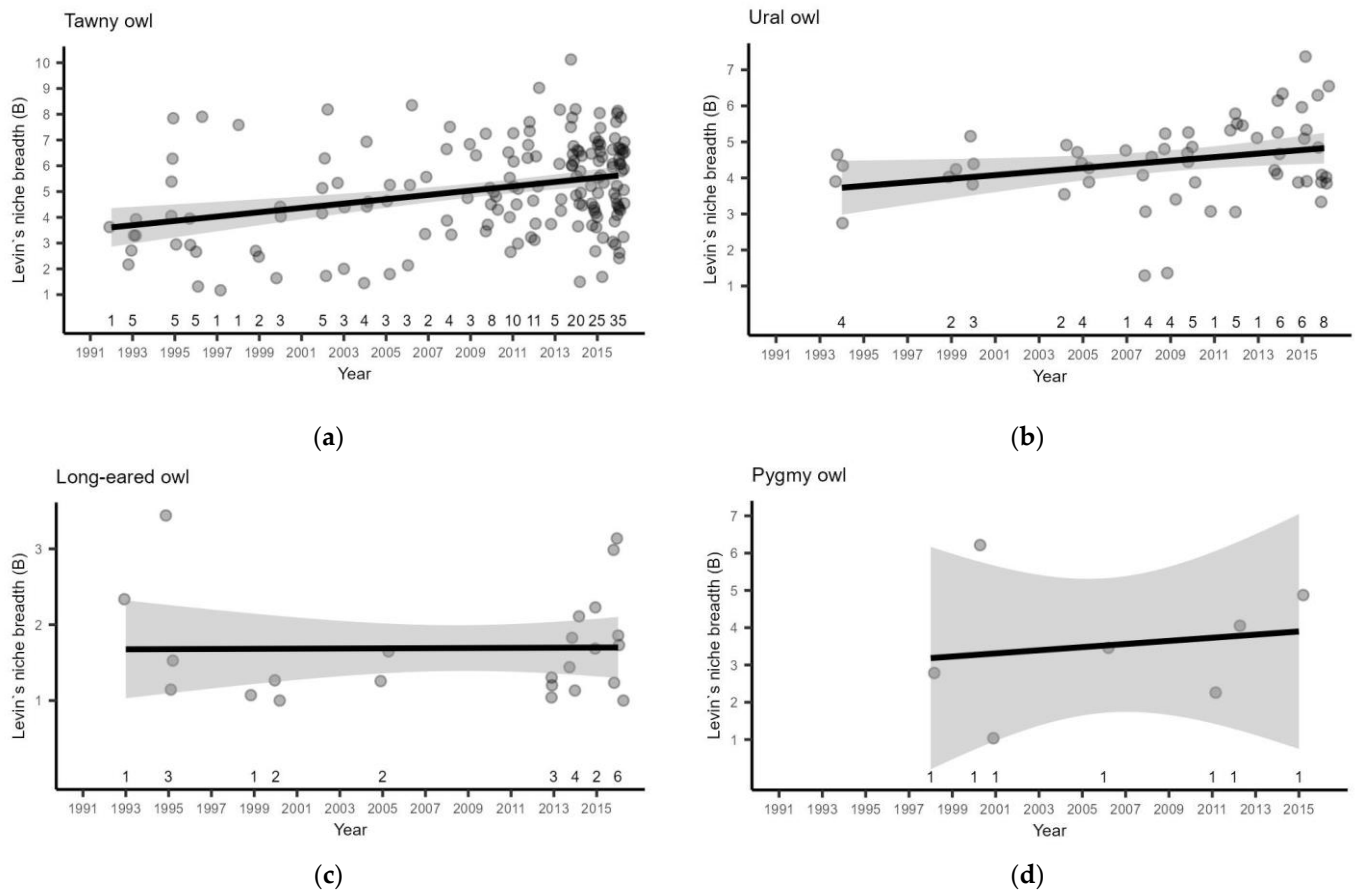 Tawny owl
Levin`s niche breadth (B)
10
9
8
7
6
5
4
3
2
1
1 5 5 5 1 1 2 3 5 3 4 3 3 2 4 3 8 10 11 5 20 25 35
1991 1993 1995 1997 1999 2001 2003 2005 2007 2009 2011 2013 2015
Year
(a)
Ural owl
Levin`s niche breadth (B)
7
6
5
4
3
2
1
4 2 3 2 4 1 4 4 5 1 5 1 6 6 8
1991 1993 1995 1997 1999 2001 2003 2005 2007 2009 2011 2013 2015
Year
(b)
Long-eared owl
Levin`s niche breadth (B)
3
2
1
1 3 1 2 2 3 4 2 6
1991 1993 1995 1997 1999 2001 2003 2005 2007 2009 2011 2013 2015
Year
(c)
Pygmy owl
Levin`s niche breadth (B)
7
6
5
4
3
2
1
1 1 1 1 1 1 1
1991 1993 1995 1997 1999 2001 2003 2005 2007 2009 2011 2013 2015
Year
(d)